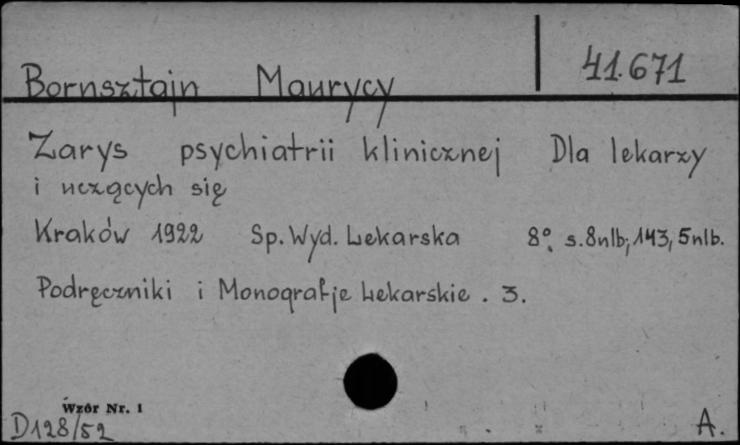 Bornsztajn Maurycy 41.671
Zarys psychiatrii klinicznej Dla lekarzy
i uczących się
Kraków 1922 Sp. Wyd. Lekarska 8°. s. 8nlb; 143, 5nlb.
Podręczniki i Monografje Lekarskie. 3.
Wzór Nr. 1
D128/52 A.